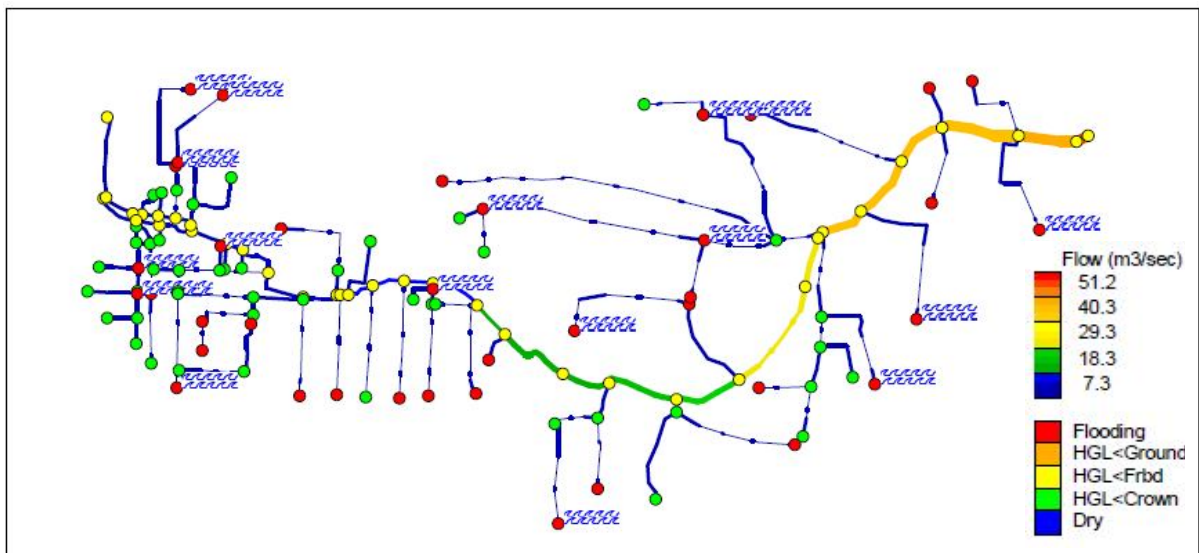 Flow (m3/sec)
51.2
40.3
29.3
18.3
7.3
Flooding
HGL<Ground
HGL<Frbd
HGL<Crown
Dry